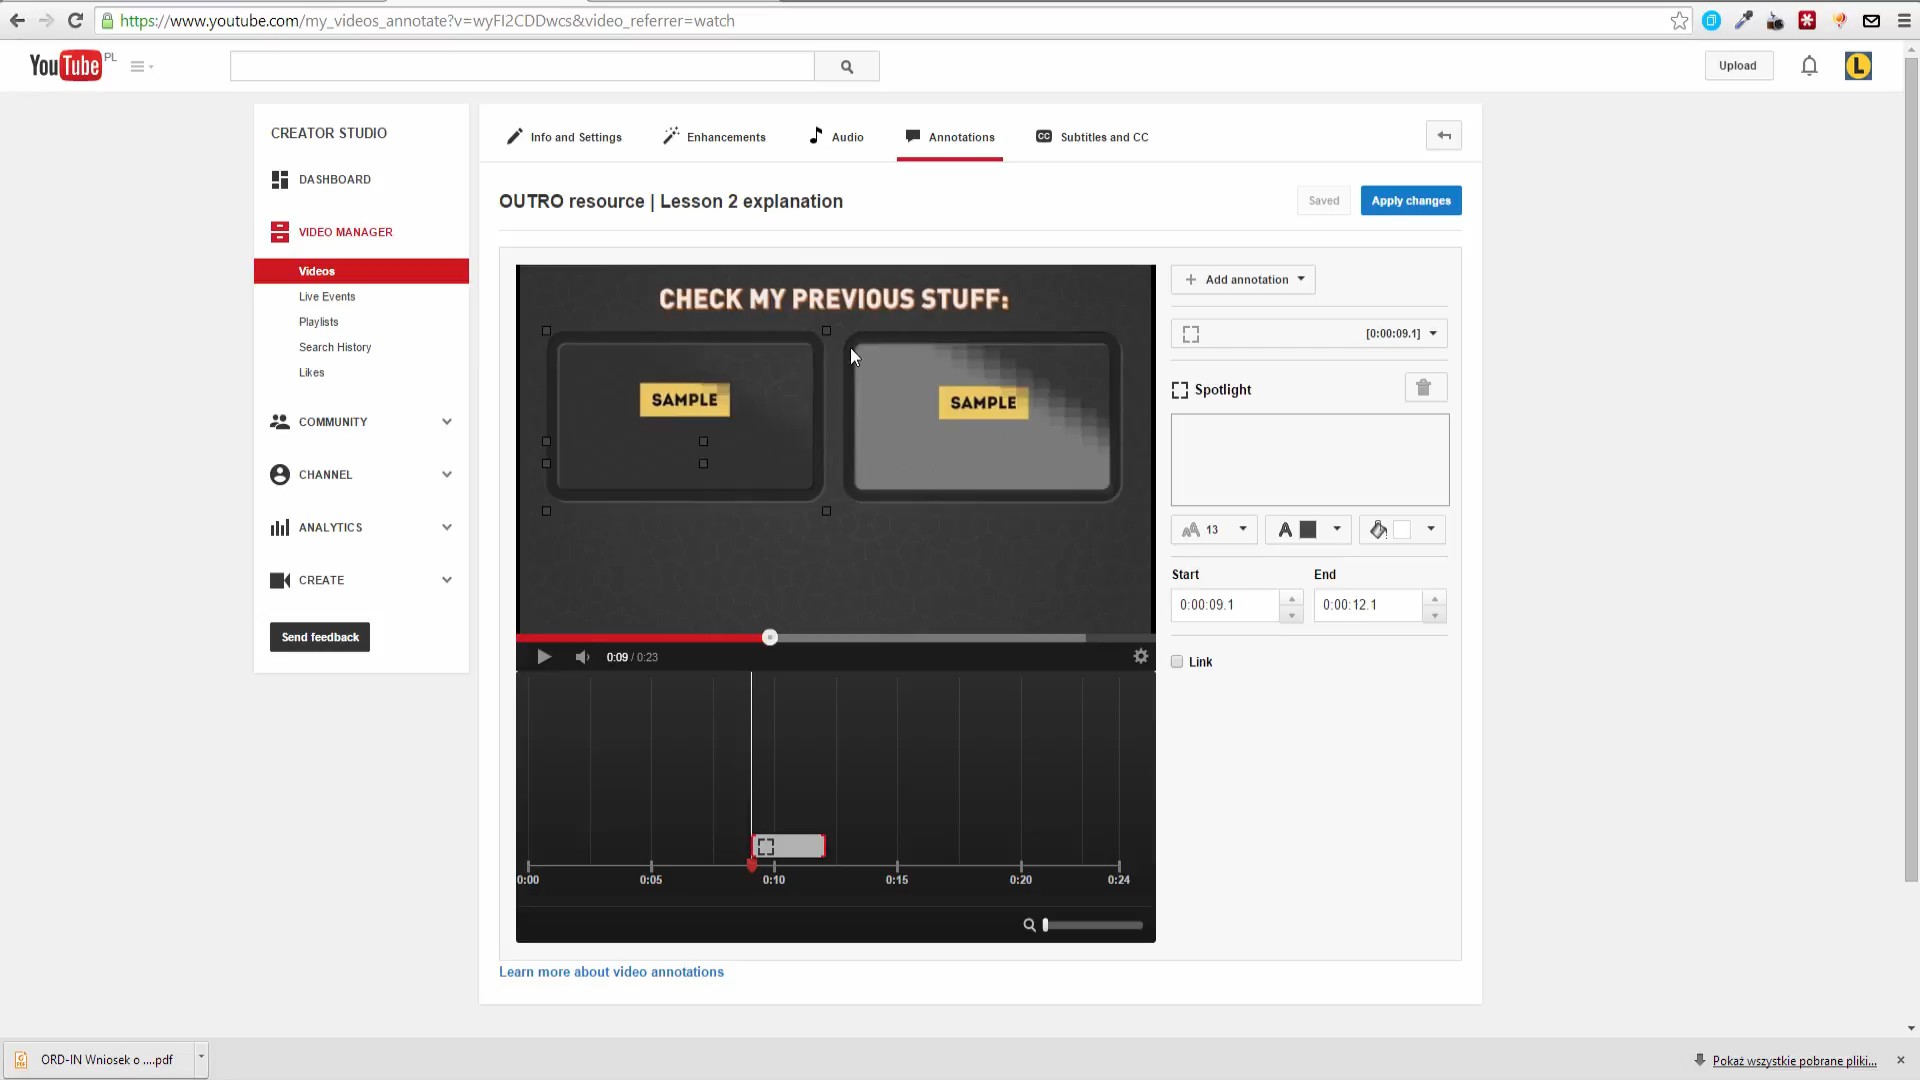 https://www.youtube.com/my_videos_annotate?v=wyFI2CDDwcs&video_referrer=watch
YouTube PL
Upload
L
CREATOR STUDIO
DASHBOARD
VIDEO MANAGER
Videos
Live Events
Playlists
Search History
Likes
COMMUNITY
CHANNEL
ANALYTICS
CREATE
Send feedback
Info and Settings
Enhancements
Audio
Annotations
CC Subtitles and CC
OUTRO resource | Lesson 2 explanation
Saved
Apply changes
CHECK MY PREVIOUS STUFF:
SAMPLE
SAMPLE
0:09 / 0:23
0:00 0:05 0:10 0:15 0:20 0:24
+ Add annotation
[0:00:09.1]
Spotlight
AA 13
A
Start End
0:00:09.1 0:00:12.1
Link
Learn more about video annotations
ORD-IN Wniosek o ....pdf
Pokaż wszystkie pobrane pliki...